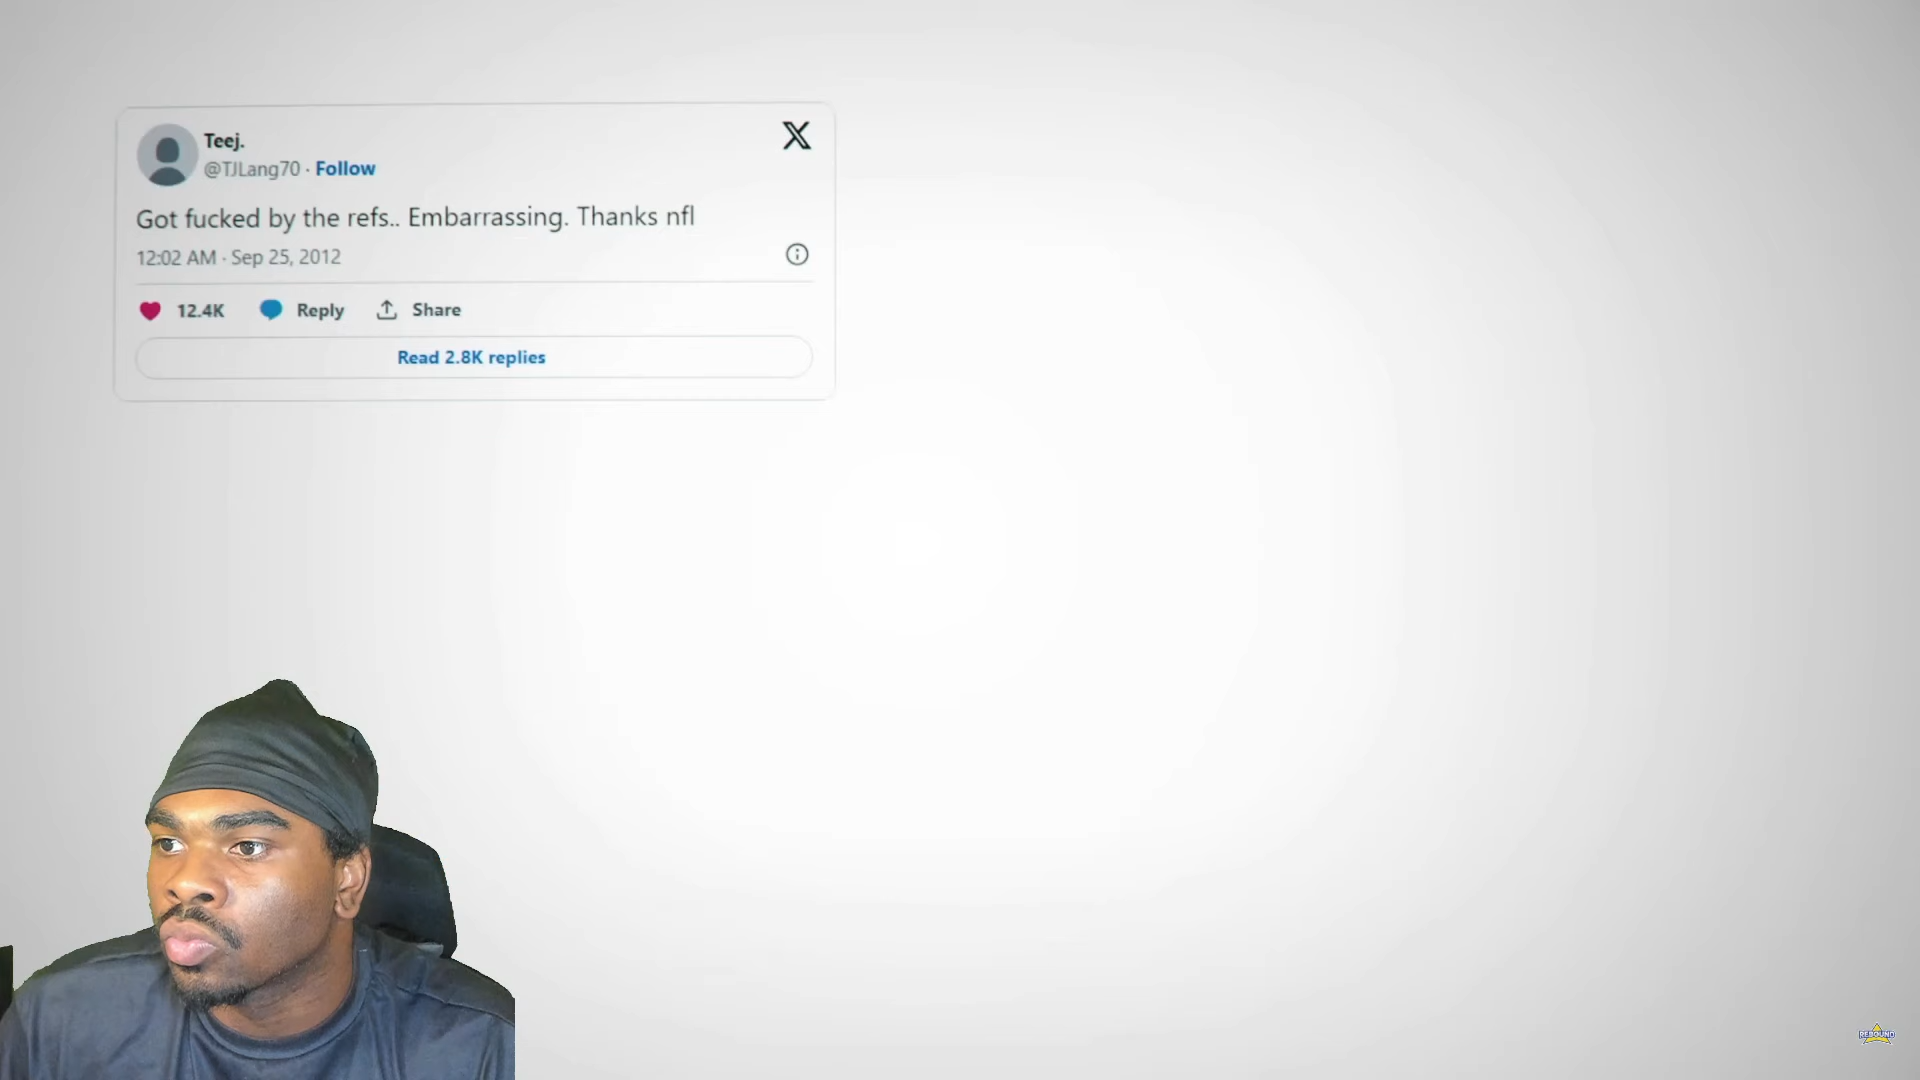 Teej.
@TJLang70 · Follow
Got fucked by the refs.. Embarrassing. Thanks nfl
12:02 AM · Sep 25, 2012
12.4K Reply Share
Read 2.8K replies
REBOUND